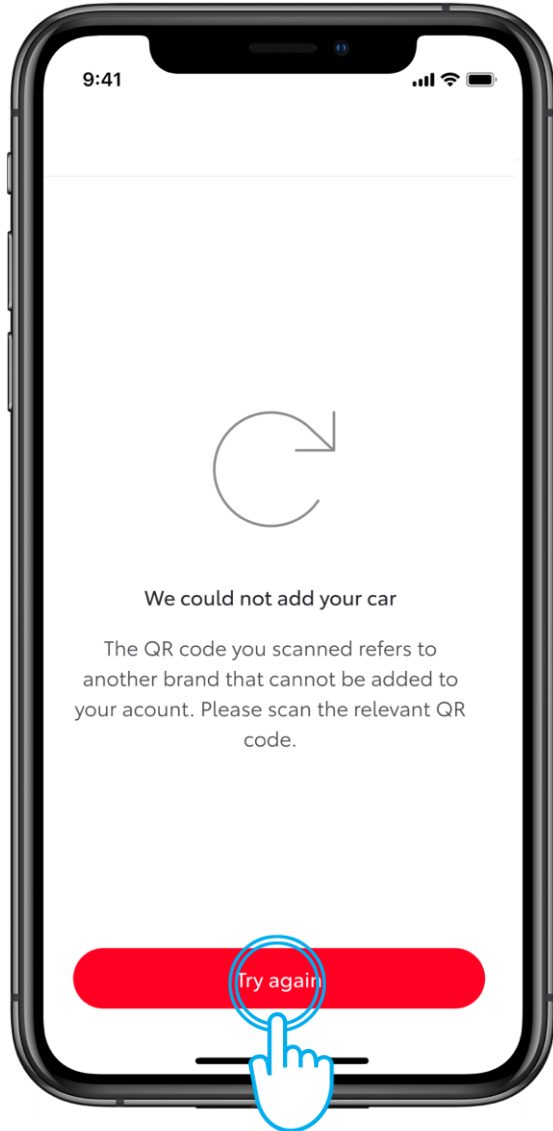 9:41
We could not add your car
The QR code you scanned refers to
another brand that cannot be added to
your acount. Please scan the relevant QR
code.
Try again